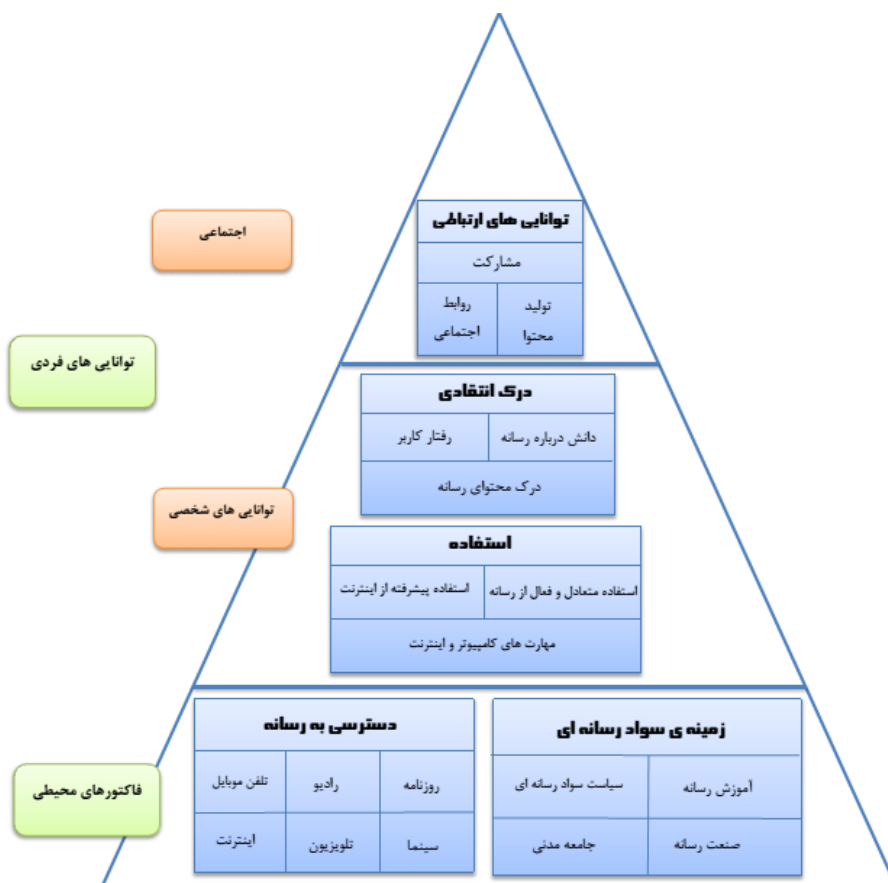 توانایی های ارتباطی
مشارکت
تولید
محتوا
روابط
اجتماعی
اجتماعی
توانایی های فردی
درک انتقادی
دانش درباره رسانه
رفتار کاربر
درک محتوای رسانه
توانایی های شخصی
استفاده
استفاده متعادل و فعال از رسانه
استفاده پیشرفته از اینترنت
مهارت های کامپیوتر و اینترنت
زمینه ی سواد رسانه ای
آموزش رسانه
سیاست سواد رسانه ای
صنعت رسانه
جامعه مدنی
دسترسی به رسانه
روزنامه
رادیو
تلفن موبایل
سینما
تلویزیون
اینترنت
فاکتورهای محیطی